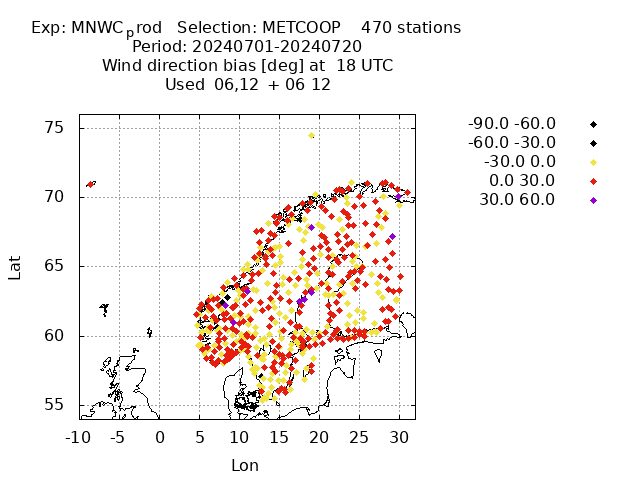 Exp: MNWC_prod Selection: METCOOP 470 stations
Period: 20240701-20240720
Wind direction bias [deg] at 18 UTC
Used 06,12 + 06 12
-90.0 -60.0
-60.0 -30.0
-30.0 0.0
0.0 30.0
30.0 60.0
75
70
65
60
55
Lat
-10 -5 0 5 10 15 20 25 30
Lon